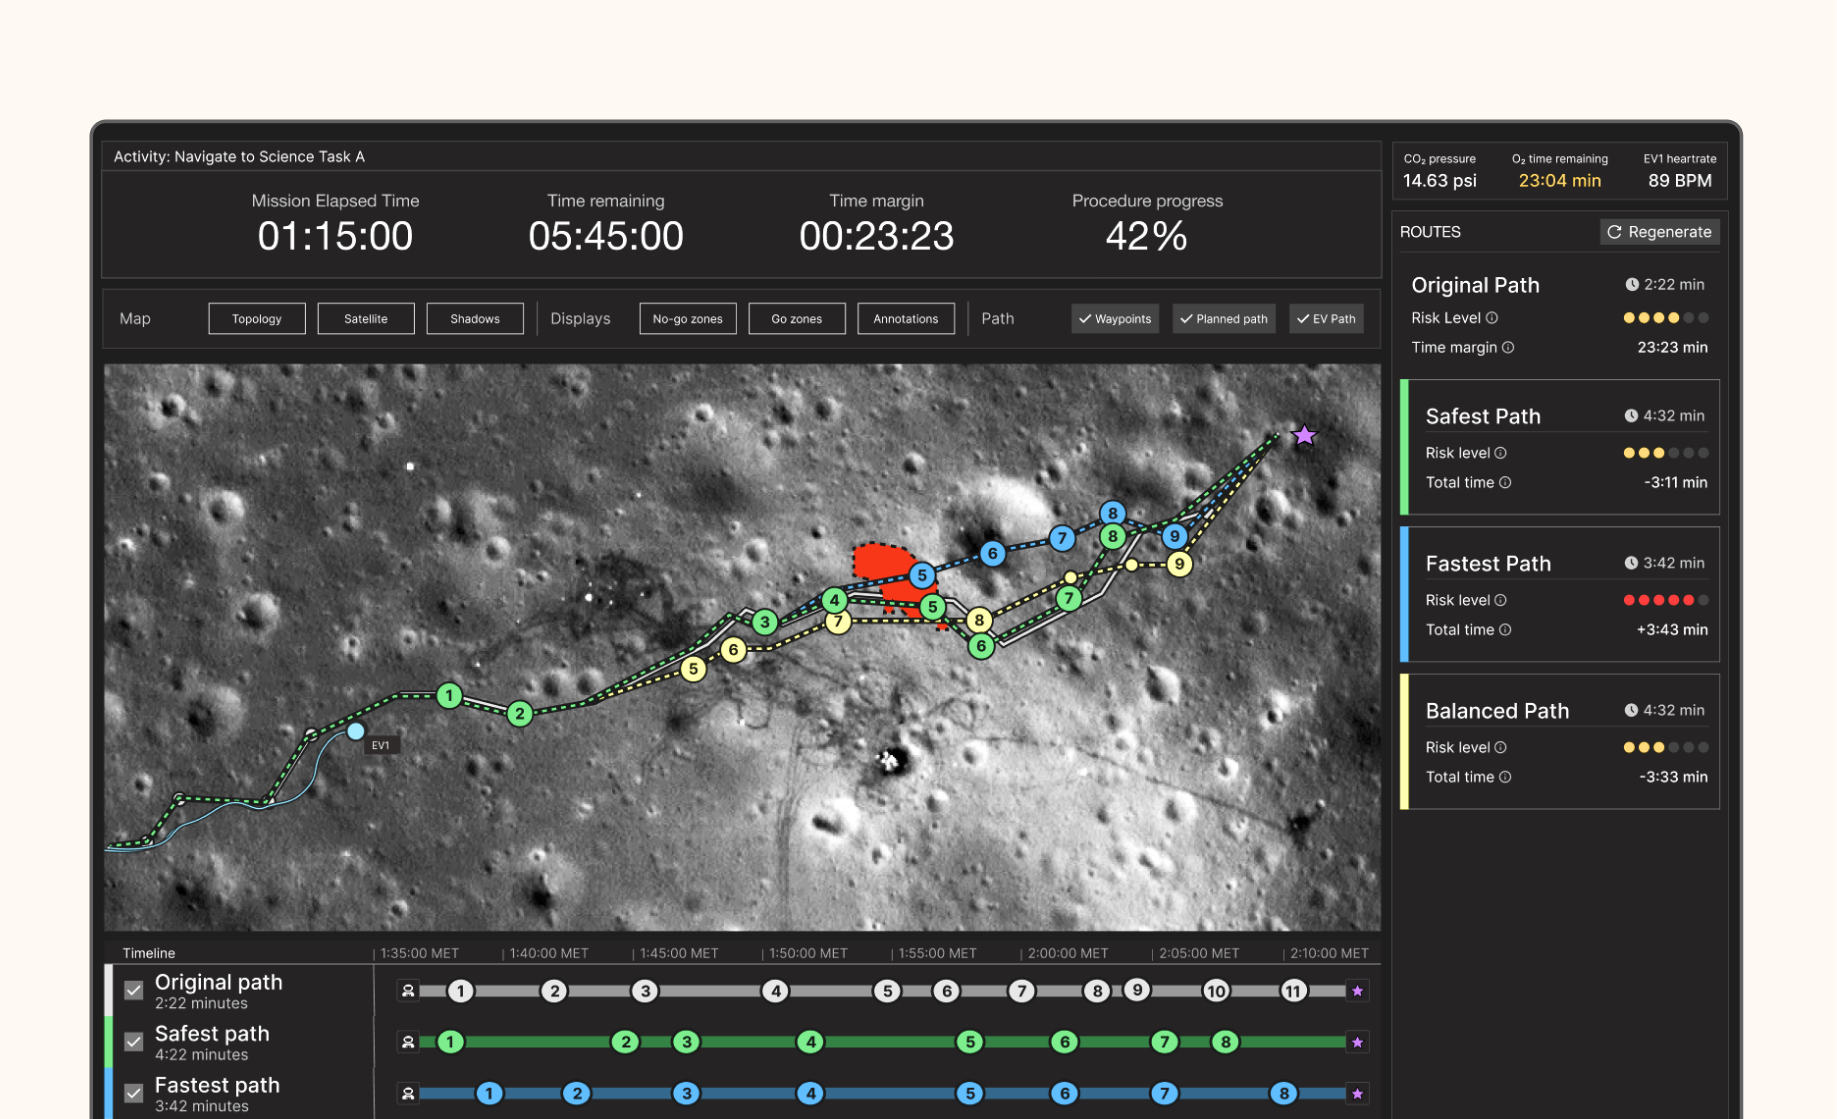 Activity: Navigate to Science Task A
Mission Elapsed Time
01:15:00
Time remaining
05:45:00
Time margin
00:23:23
Procedure progress
42%
CO₂ pressure
14.63 psi
O₂ time remaining
23:04 min
EV1 heartrate
89 BPM
Map
Topology
Satellite
Shadows
Displays
No-go zones
Go zones
Annotations
Path
Waypoints
Planned path
EV Path
ROUTES
Regenerate
Original Path
2:22 min
Risk Level
Time margin
23:23 min
Safest Path
4:32 min
Risk level
Total time
-3:11 min
Fastest Path
3:42 min
Risk level
Total time
+3:43 min
Balanced Path
4:32 min
Risk level
Total time
-3:33 min
8
8
9
9
7
6
5
7
4
5
8
3
7
6
6
5
1
2
EV1
Timeline
1:35:00 MET
1:40:00 MET
1:45:00 MET
1:50:00 MET
1:55:00 MET
2:00:00 MET
2:05:00 MET
2:10:00 MET
Original path
2:22 minutes
1 2 3 4 5 6 7 8 9 10 11
Safest path
4:22 minutes
1 2 3 4 5 6 7 8
Fastest path
3:42 minutes
1 2 3 4 5 6 7 8